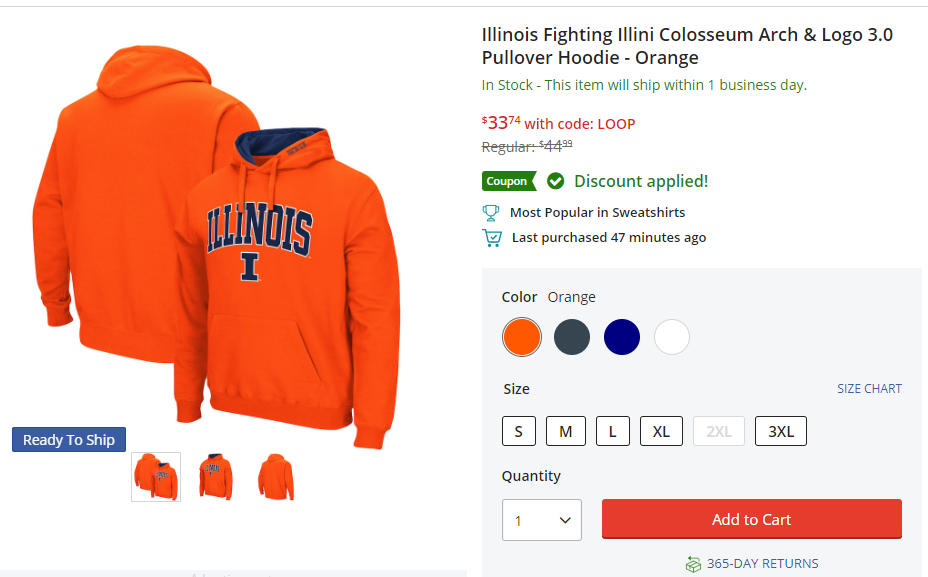 Illinois Fighting Illini Colosseum Arch & Logo 3.0
Pullover Hoodie - Orange
In Stock - This item will ship within 1 business day.
$33 74 with code: LOOP
Regular: $44 99
Coupon Discount applied!
Most Popular in Sweatshirts
Last purchased 47 minutes ago
ILLINOIS
I
Color Orange
Size SIZE CHART
S M L XL 2XL 3XL
Ready To Ship
Quantity
1 Add to Cart
365-DAY RETURNS